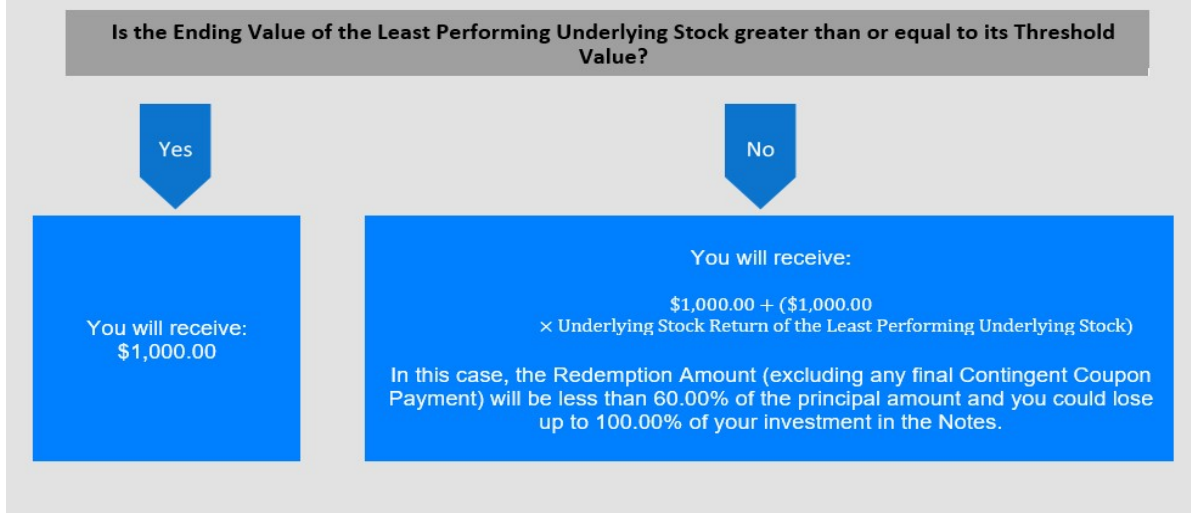 Is the Ending Value of the Least Performing Underlying Stock greater than or equal to its Threshold
Value?
Yes
No
You will receive:
$1,000.00
You will receive:
$1,000.00 + ($1,000.00
× Underlying Stock Return of the Least Performing Underlying Stock)
In this case, the Redemption Amount (excluding any final Contingent Coupon
Payment) will be less than 60.00% of the principal amount and you could lose
up to 100.00% of your investment in the Notes.